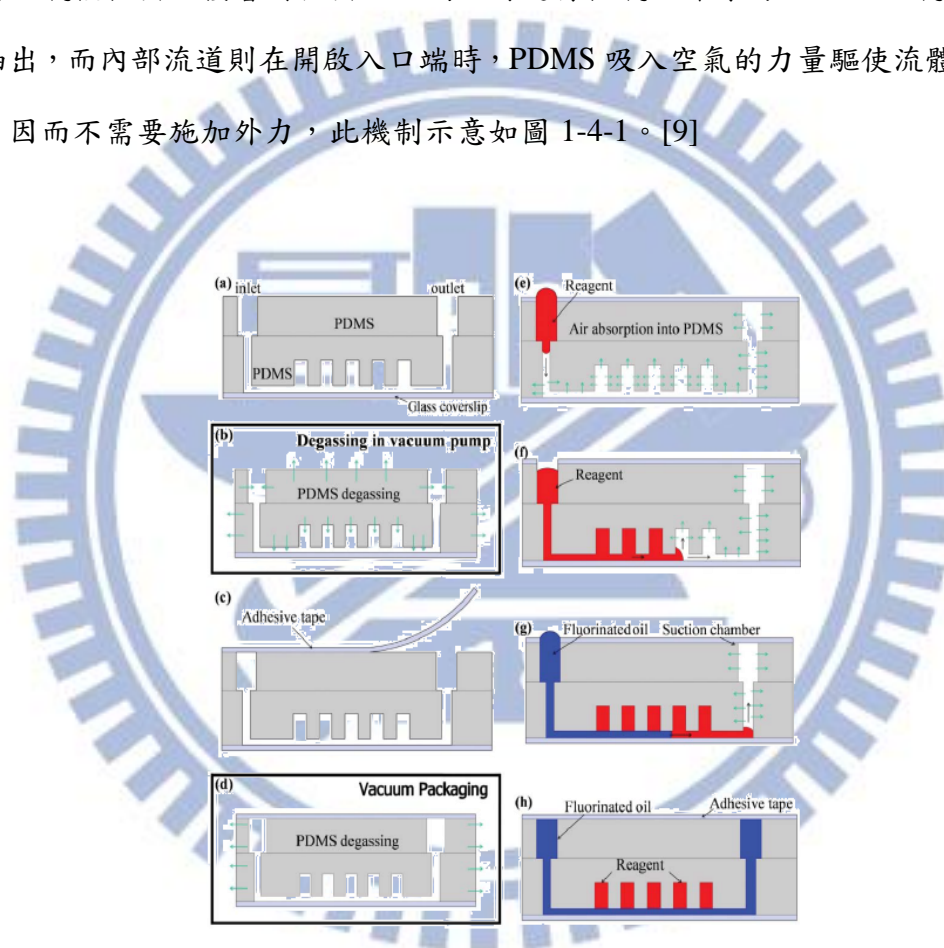 出，而內部流道則在開啟入口端時，PDMS 吸入空氣的力量驅使流體
因而不需要施加外力，此機制示意如圖 1-4-1。[9]
(a) inlet outlet
PDMS
PDMS
Glass coverslip
(b) Degassing in vacuum pump
PDMS degassing
(c)
Adhesive tape
(d) Vacuum Packaging
PDMS degassing
(e) Reagent
Air absorption into PDMS
(f)
Reagent
(g) Fluorinated oil Suction chamber
(h) Fluorinated oil Adhesive tape
Reagent